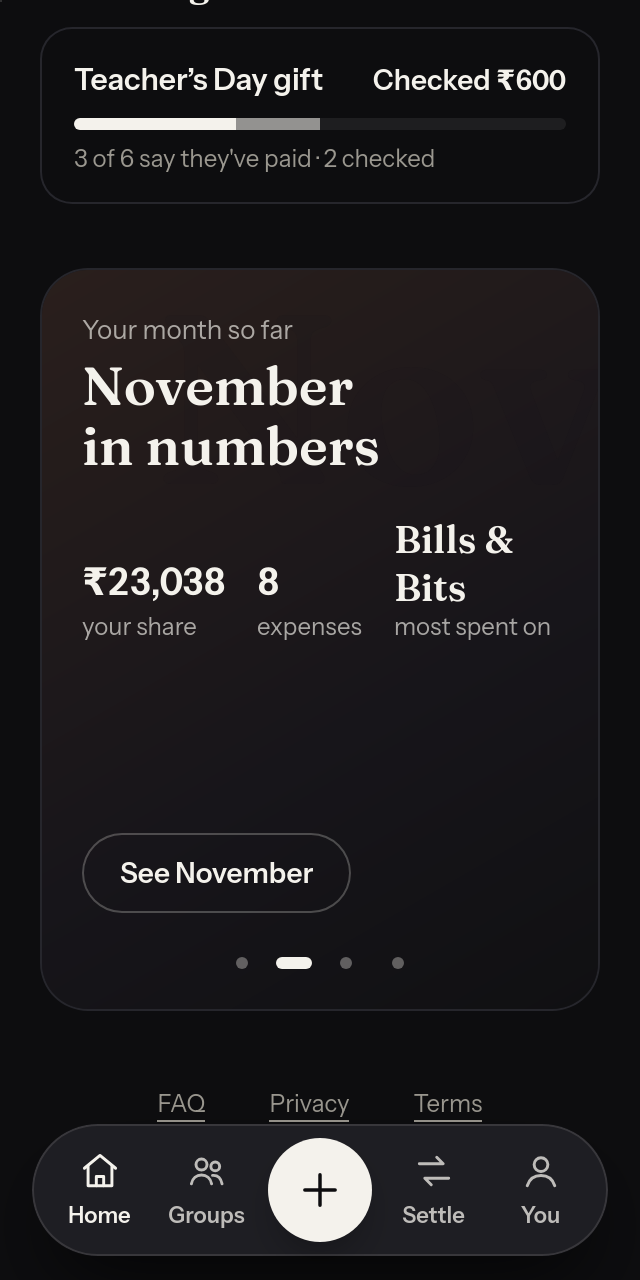 Teacher's Day gift
Checked ₹600
3 of 6 say they've paid · 2 checked
Your month so far
November
in numbers
₹23,038
your share
8
expenses
Bills &
Bits
most spent on
See November
FAQ
Privacy
Terms
Home
Groups
Settle
You